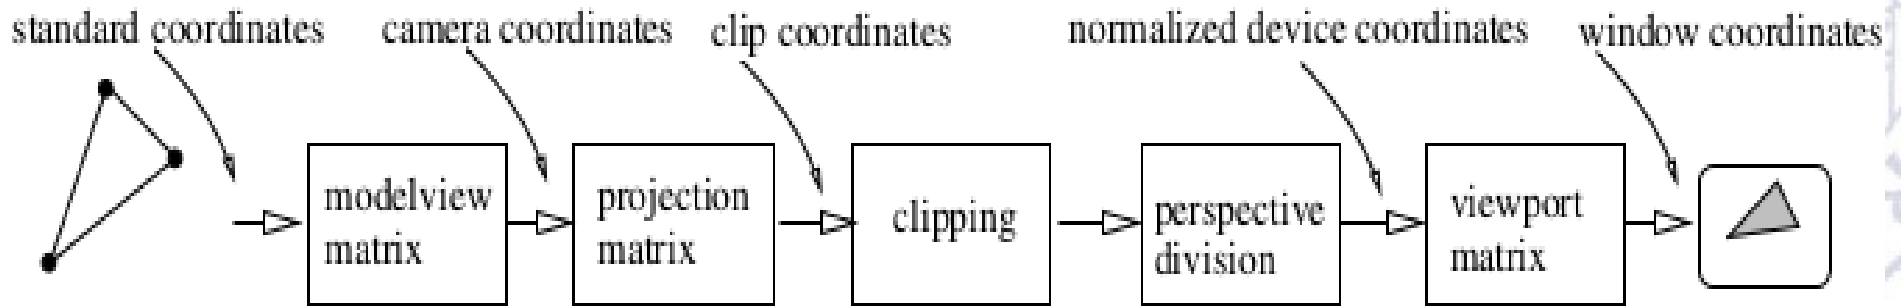 standard coordinates camera coordinates clip coordinates normalized device coordinates window coordinates
modelview matrix
projection matrix
clipping
perspective division
viewport matrix